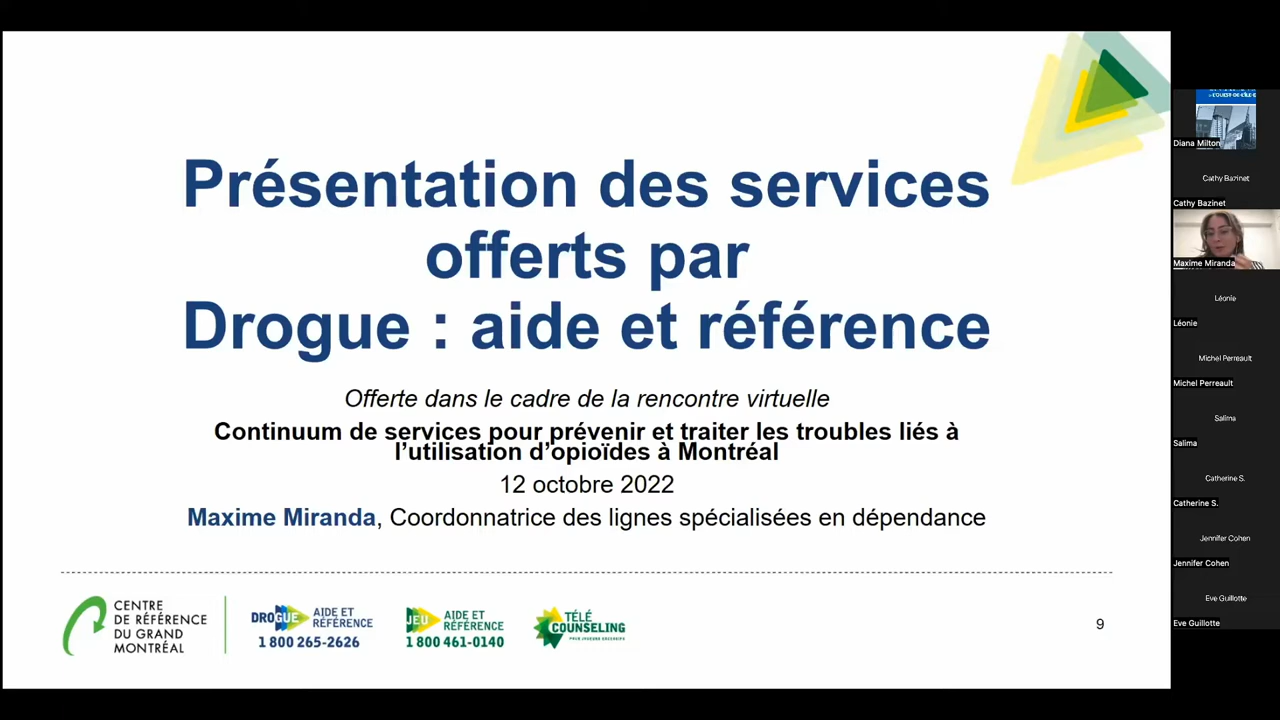 Présentation des services
offerts par
Drogue : aide et référence
Offerte dans le cadre de la rencontre virtuelle
Continuum de services pour prévenir et traiter les troubles liés à
l’utilisation d’opioïdes à Montréal
12 octobre 2022
Maxime Miranda, Coordonnatrice des lignes spécialisées en dépendance
CENTRE
DE RÉFÉRENCE
DU GRAND
MONTRÉAL
DROGUE AIDE ET
RÉFÉRENCE
1 800 265-2626
JEU AIDE ET
RÉFÉRENCE
1 800 461-0140
TÉLÉ
COUNSELING
9
Diana Milton
Cathy Bazinet
Cathy Bazinet
Maxime Miranda
Léonie
Léonie
Michel Perreault
Michel Perreault
Salima
Salima
Catherine S.
Catherine S.
Jennifer Cohen
Jennifer Cohen
Eve Guillotte
Eve Guillotte